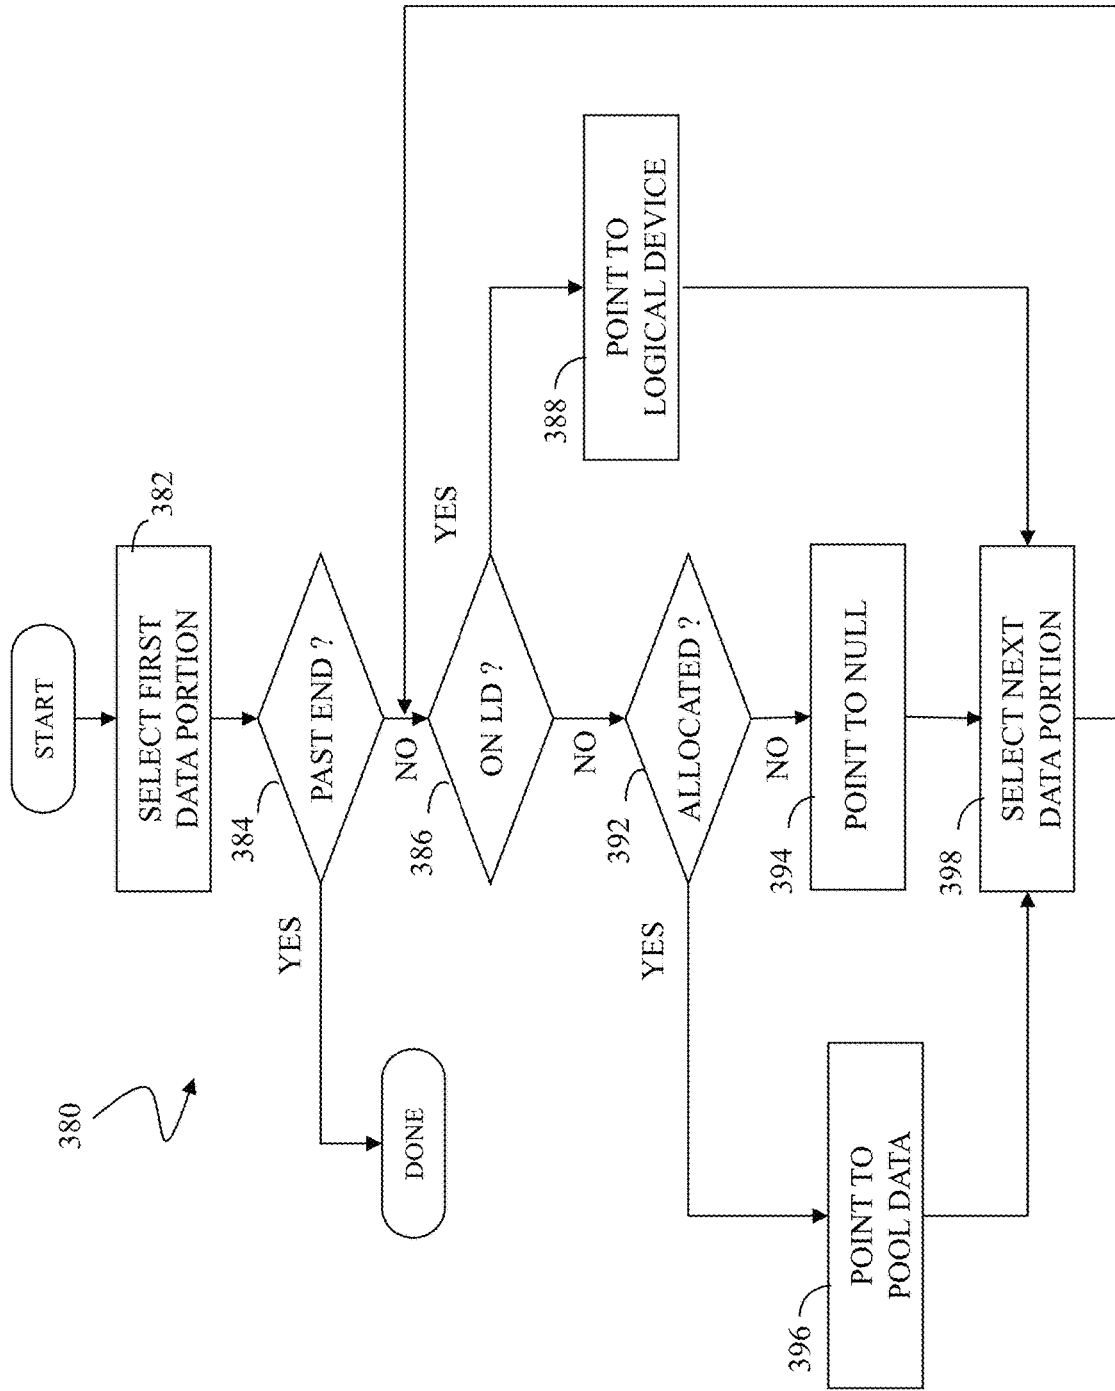 START
382
SELECT FIRST
DATA PORTION
384
PAST END ?
YES
DONE
380
NO
386
ON LD ?
YES
388
POINT TO
LOGICAL DEVICE
NO
392
ALLOCATED ?
YES
396
POINT TO
POOL DATA
NO
394
POINT TO NULL
398
SELECT NEXT
DATA PORTION